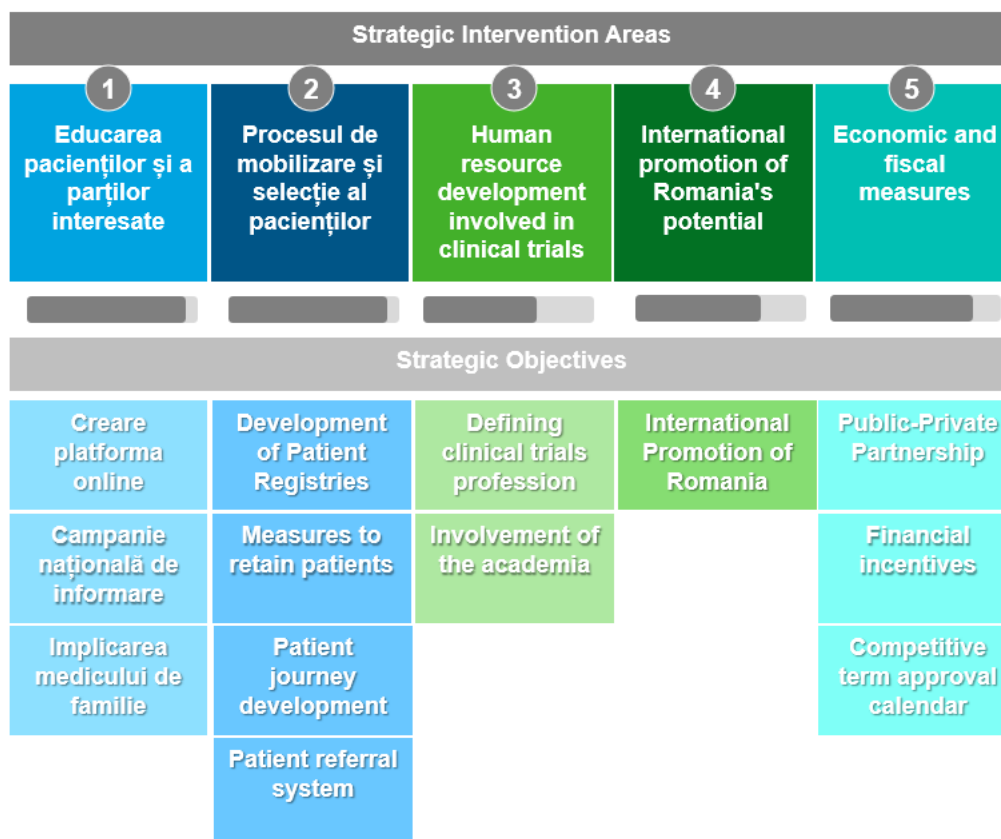 Strategic Intervention Areas
1
Educarea
pacienților și a
parților
interesate
2
Procesul de
mobilizare și
selecție al
pacienților
3
Human
resource
development
involved in
clinical trials
4
International
promotion of
Romania's
potential
5
Economic and
fiscal
measures
Strategic Objectives
Creare
platforma
online
Campanie
națională de
informare
Implicarea
medicului de
familie
Development
of Patient
Registries
Measures to
retain patients
Patient
journey
development
Patient referral
system
Defining
clinical trials
profession
Involvement of
the academia
International
Promotion of
Romania
Public-Private
Partnership
Financial
incentives
Competitive
term approval
calendar